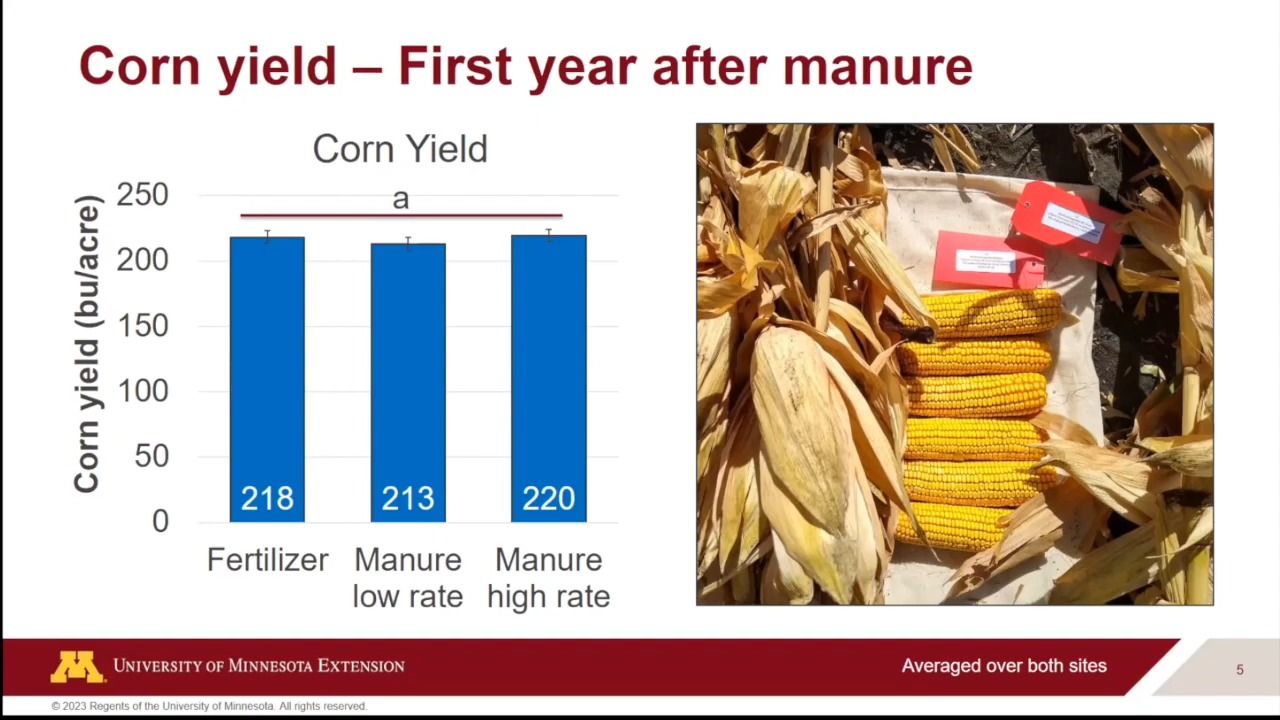 Corn yield – First year after manure
Corn Yield
a
Corn yield (bu/acre)
250
200
150
100
50
0
218
213
220
Fertilizer
Manure
low rate
Manure
high rate
M
UNIVERSITY OF MINNESOTA EXTENSION
Averaged over both sites
5
© 2023 Regents of the University of Minnesota. All rights reserved.